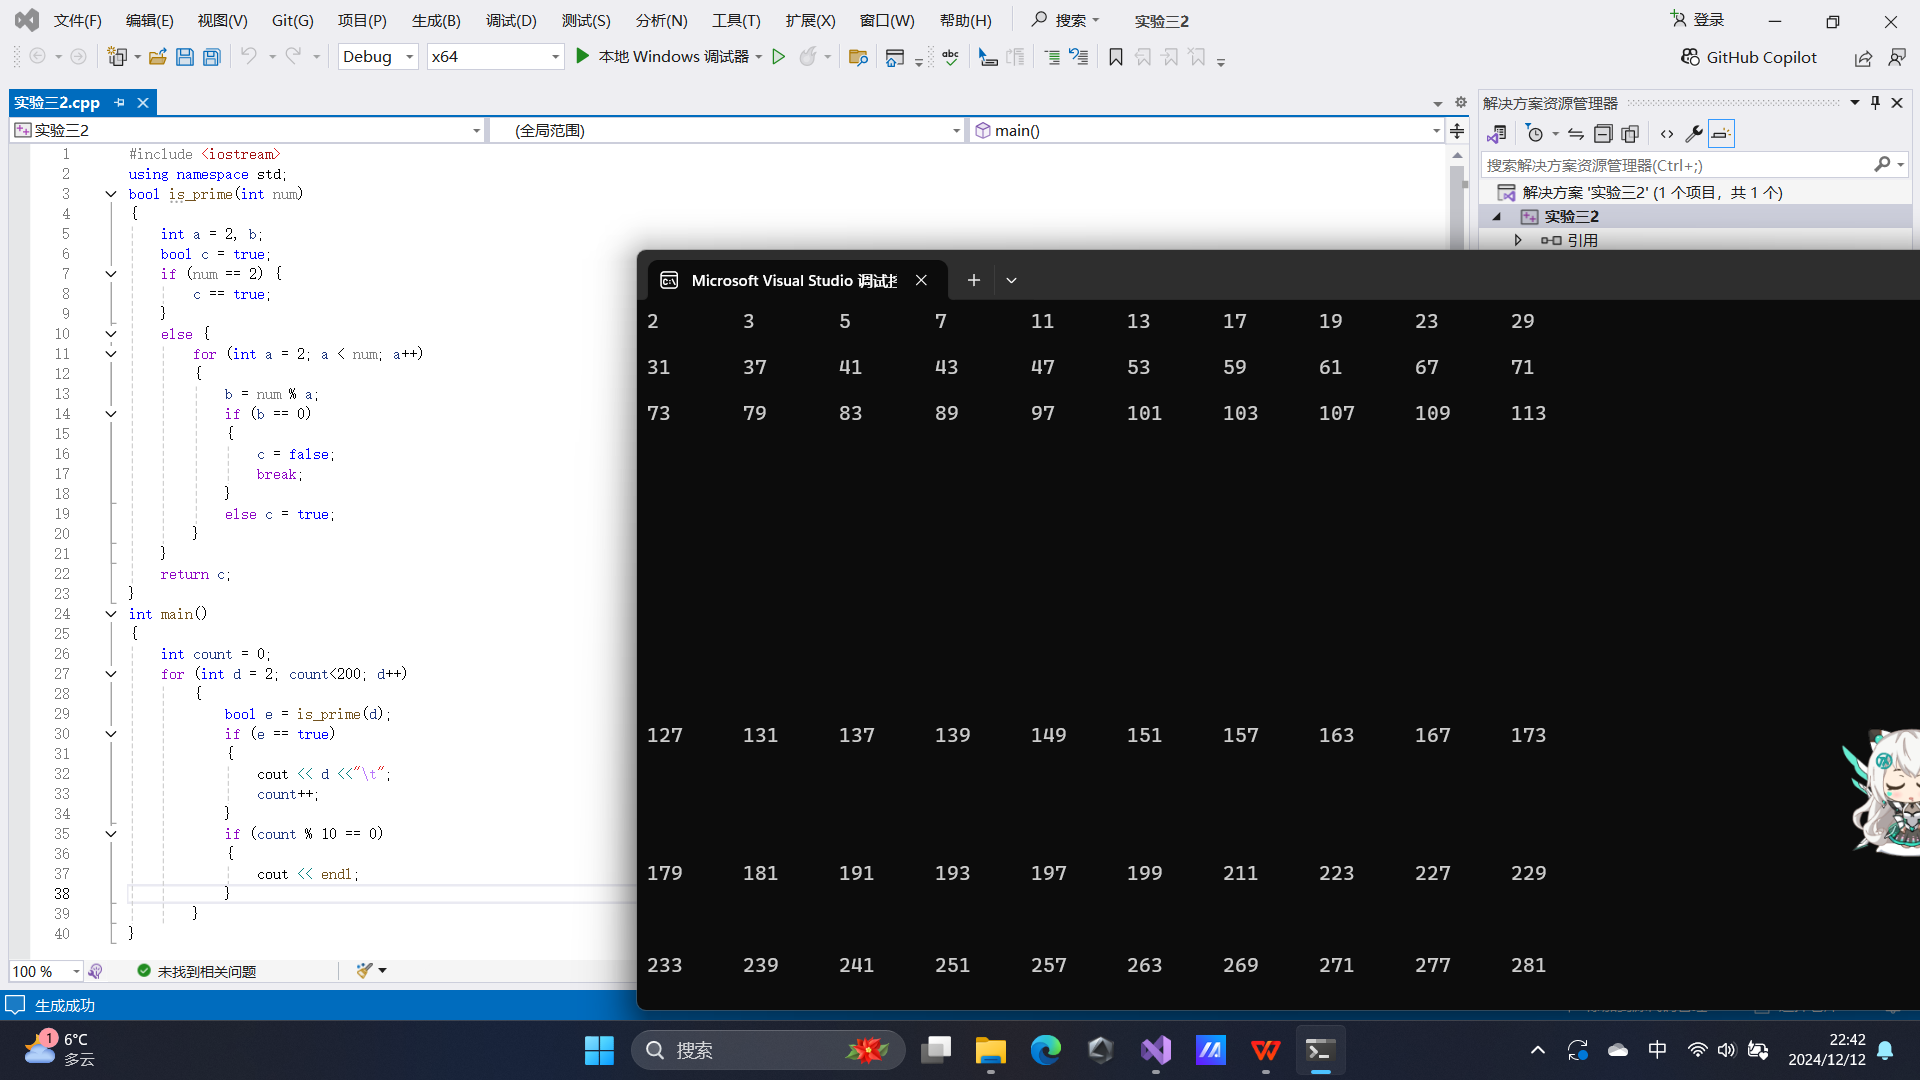 文件(F) 编辑(E) 视图(V) Git(G) 项目(P) 生成(B) 调试(D) 测试(S) 分析(N) 工具(T) 扩展(X) 窗口(W) 帮助(H) 搜索 实验三2 登录
Debug x64 本地 Windows 调试器 abc GitHub Copilot
实验三2.cpp
实验三2 (全局范围) main()
1 #include <iostream>
2 using namespace std;
3 bool is_prime(int num)
4 {
5 int a = 2, b;
6 bool c = true;
7 if (num == 2) {
8 c == true;
9 }
10 else {
11 for (int a = 2; a < num; a++)
12 {
13 b = num % a;
14 if (b == 0)
15 {
16 c = false;
17 break;
18 }
19 else c = true;
20 }
21 }
22 return c;
23 }
24 int main()
25 {
26 int count = 0;
27 for (int d = 2; count<200; d++)
28 {
29 bool e = is_prime(d);
30 if (e == true)
31 {
32 cout << d <<"\t";
33 count++;
34 }
35 if (count % 10 == 0)
36 {
37 cout << endl;
38 }
39 }
40 }
100 % 未找到相关问题
生成成功
解决方案资源管理器
搜索解决方案资源管理器(Ctrl+;)
解决方案 '实验三2' (1 个项目，共 1 个)
实验三2
引用
Microsoft Visual Studio 调试
2 3 5 7 11 13 17 19 23 29
31 37 41 43 47 53 59 61 67 71
73 79 83 89 97 101 103 107 109 113
127 131 137 139 149 151 157 163 167 173
179 181 191 193 197 199 211 223 227 229
233 239 241 251 257 263 269 271 277 281
1 6°C
多云
搜索
中
22:42
2024/12/12